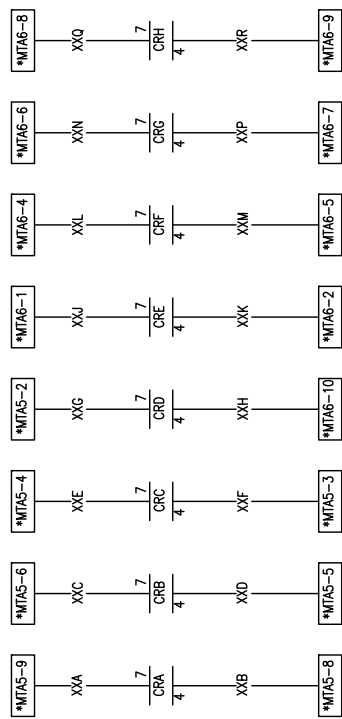 *MTA5-9 *MTA5-6 *MTA5-4 *MTA5-2 *MTA6-1 *MTA6-4 *MTA6-6 *MTA6-8
XXA XXC XXE XXG XXJ XXL XXN XXQ
7 7 7 7 7 7 7 7
CRA CRB CRC CRD CRE CRF CRG CRH
4 4 4 4 4 4 4 4
XXB XXD XXF XXH XXK XXM XXP XXR
*MTA5-8 *MTA5-5 *MTA5-3 *MTA6-10 *MTA6-2 *MTA6-5 *MTA6-7 *MTA6-9